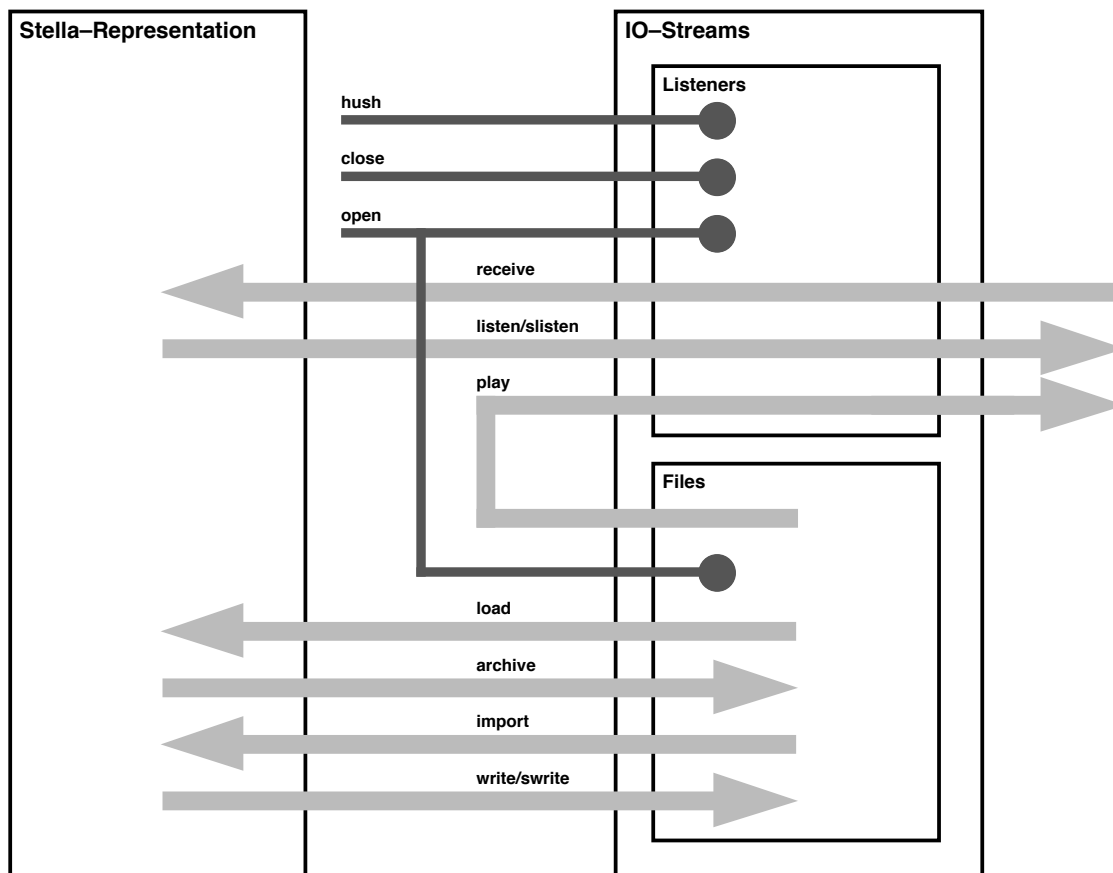 Stella–Representation
IO–Streams
Listeners
hush
close
open
receive
listen/slisten
play
Files
load
archive
import
write/swrite